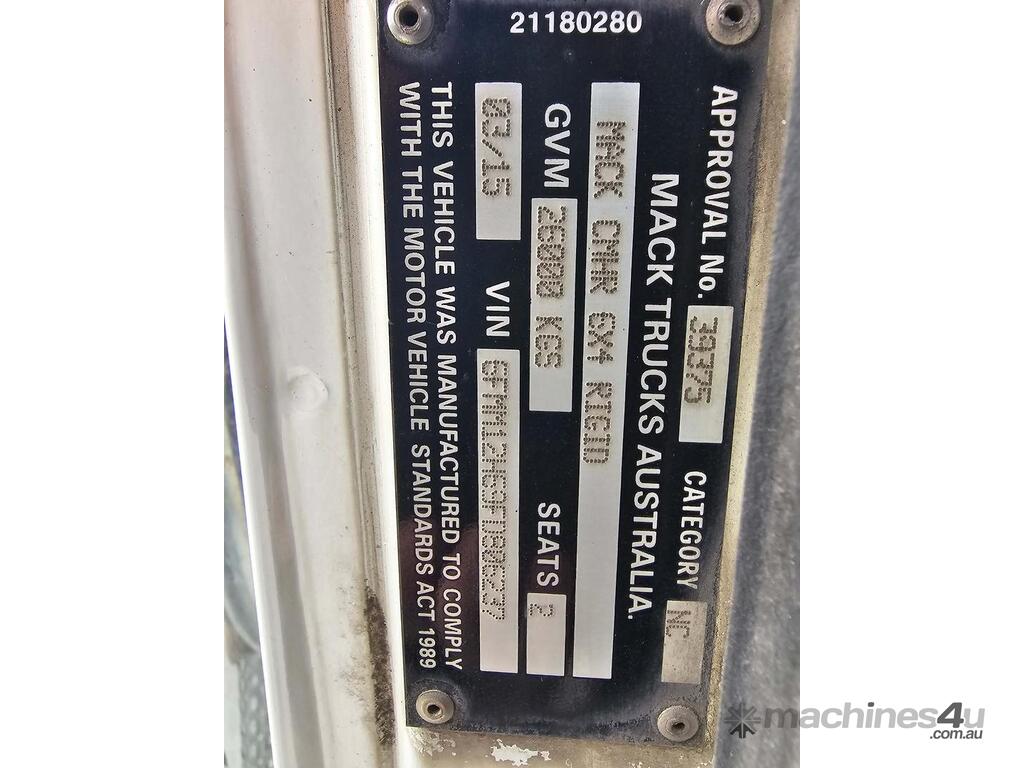 21180280
APPROVAL No. 39375 CATEGORY NC
MACK TRUCKS AUSTRALIA.
MACK CMHR 6X4 RIGID
GVM 26000 KGS SEATS 2
03/15 VIN
THIS VEHICLE WAS MANUFACTURED TO COMPLY
WITH THE MOTOR VEHICLE STANDARDS ACT 1989
machines4u
.com.au